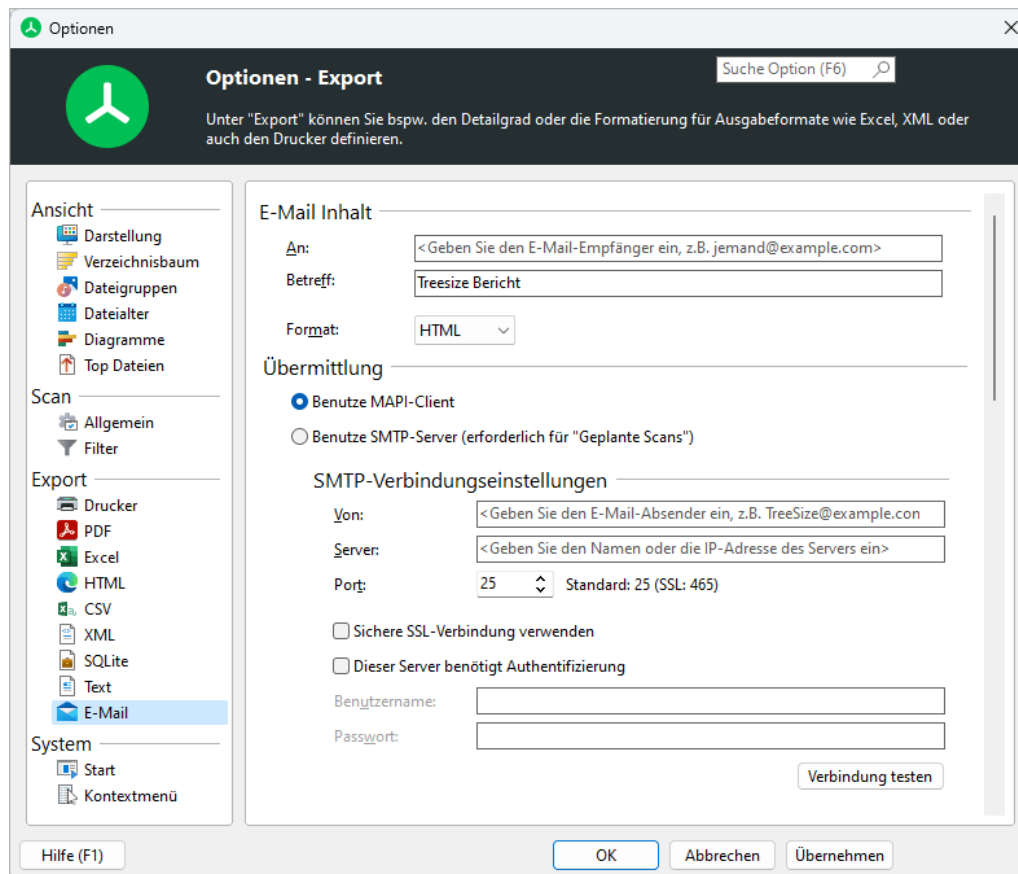 Optionen
Optionen - Export
Suche Option (F6)
Unter "Export" können Sie bspw. den Detailgrad oder die Formatierung für Ausgabeformate wie Excel, XML oder
auch den Drucker definieren.
Ansicht
Darstellung
Verzeichnisbaum
Dateigruppen
Dateialter
Diagramme
Top Dateien
Scan
Allgemein
Filter
Export
Drucker
PDF
Excel
HTML
CSV
XML
SQLite
Text
E-Mail
System
Start
Kontextmenü
E-Mail Inhalt
An: <Geben Sie den E-Mail-Empfänger ein, z.B. jemand@example.com>
Betreff: Treesize Bericht
Format: HTML
Übermittlung
Benutze MAPI-Client
Benutze SMTP-Server (erforderlich für "Geplante Scans")
SMTP-Verbindungseinstellungen
Von: <Geben Sie den E-Mail-Absender ein, z.B. TreeSize@example.con
Server: <Geben Sie den Namen oder die IP-Adresse des Servers ein>
Port: 25 Standard: 25 (SSL: 465)
Sichere SSL-Verbindung verwenden
Dieser Server benötigt Authentifizierung
Benutzername:
Passwort:
Verbindung testen
Hilfe (F1) OK Abbrechen Übernehmen